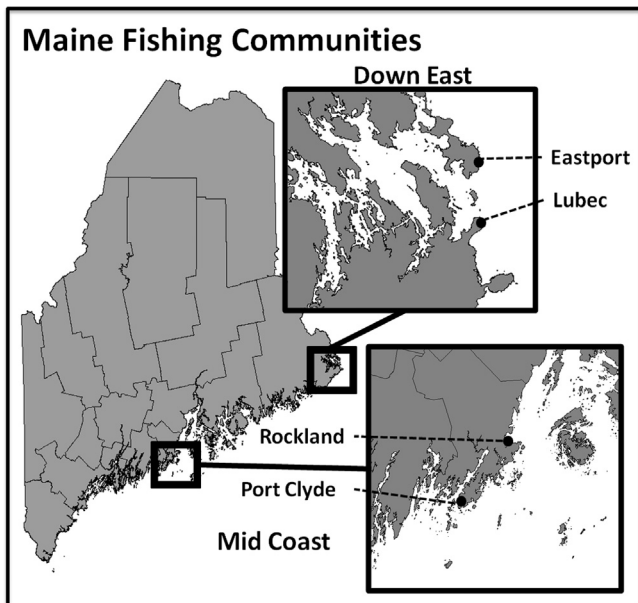 Maine Fishing Communities
Down East
Eastport
Lubec
Rockland
Port Clyde
Mid Coast